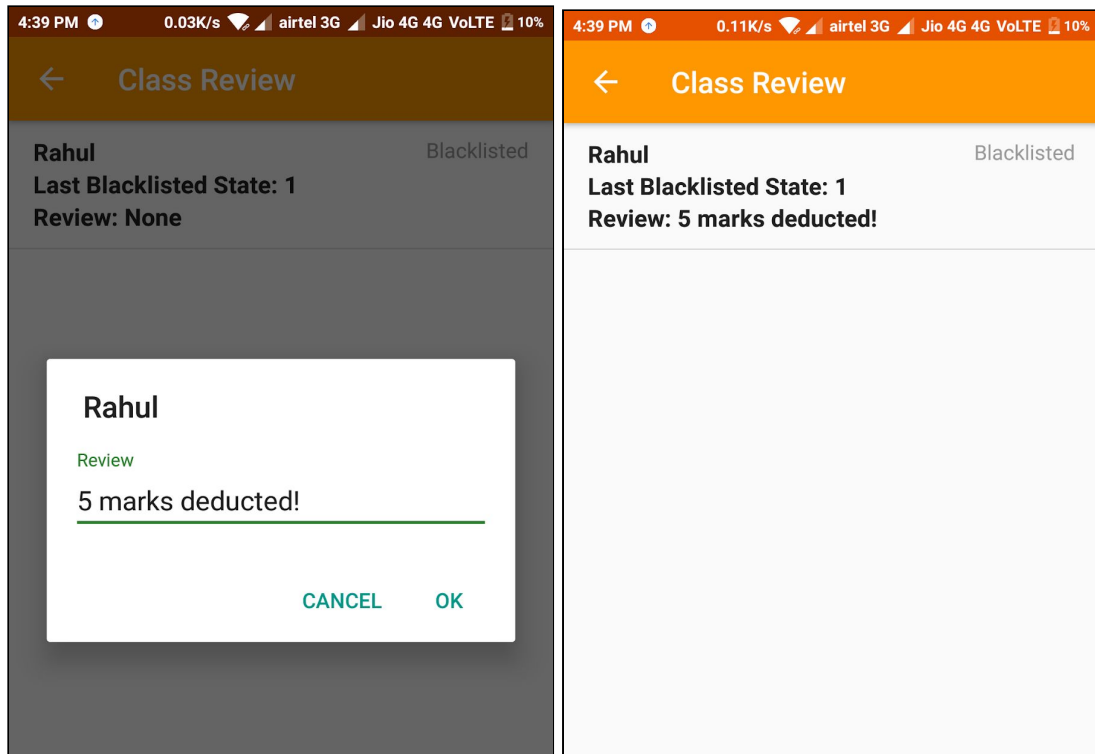 4:39 PM 0.03K/s airtel 3G Jio 4G 4G VoLTE 10%
Class Review
Rahul Blacklisted
Last Blacklisted State: 1
Review: None
Rahul
Review
5 marks deducted!
CANCEL OK
4:39 PM 0.11K/s airtel 3G Jio 4G 4G VoLTE 10%
Class Review
Rahul Blacklisted
Last Blacklisted State: 1
Review: 5 marks deducted!